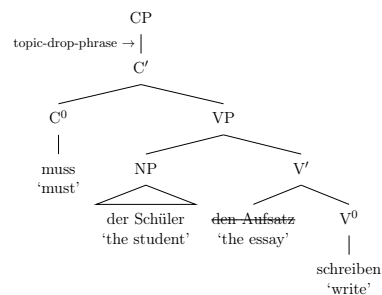 CP
topic-drop-phrase →
C′
C⁰ VP
muss NP V′
‘must’
der Schüler den Aufsatz V⁰
‘the student’ ‘the essay’
schreiben
‘write’